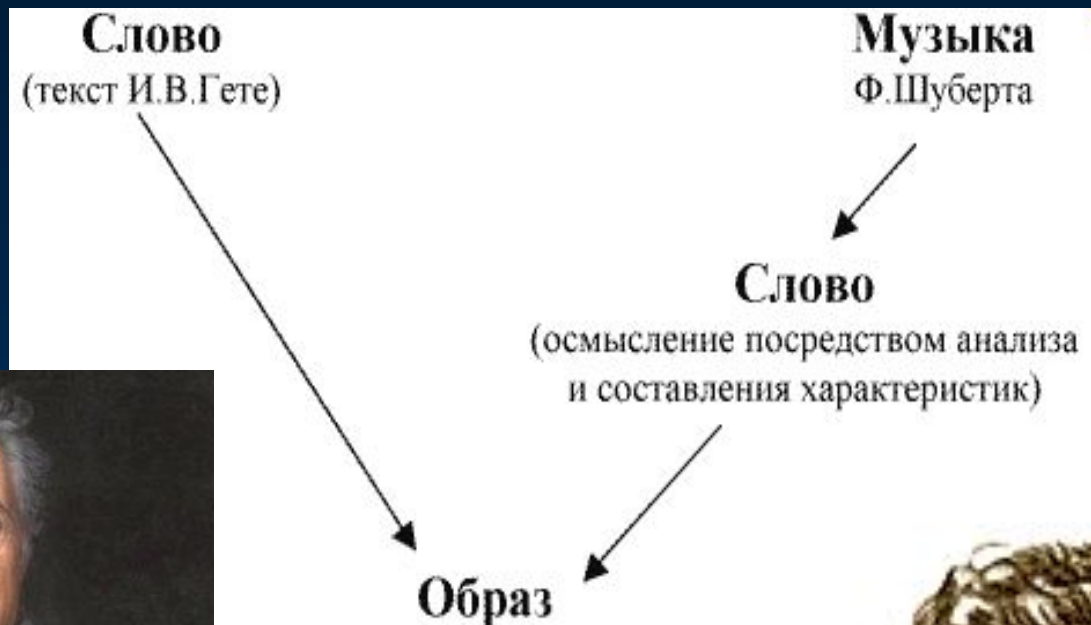 Слово
(текст И.В.Гете)
Музыка
Ф.Шуберта
Слово
(осмысление посредством анализа
и составления характеристик)
Образ